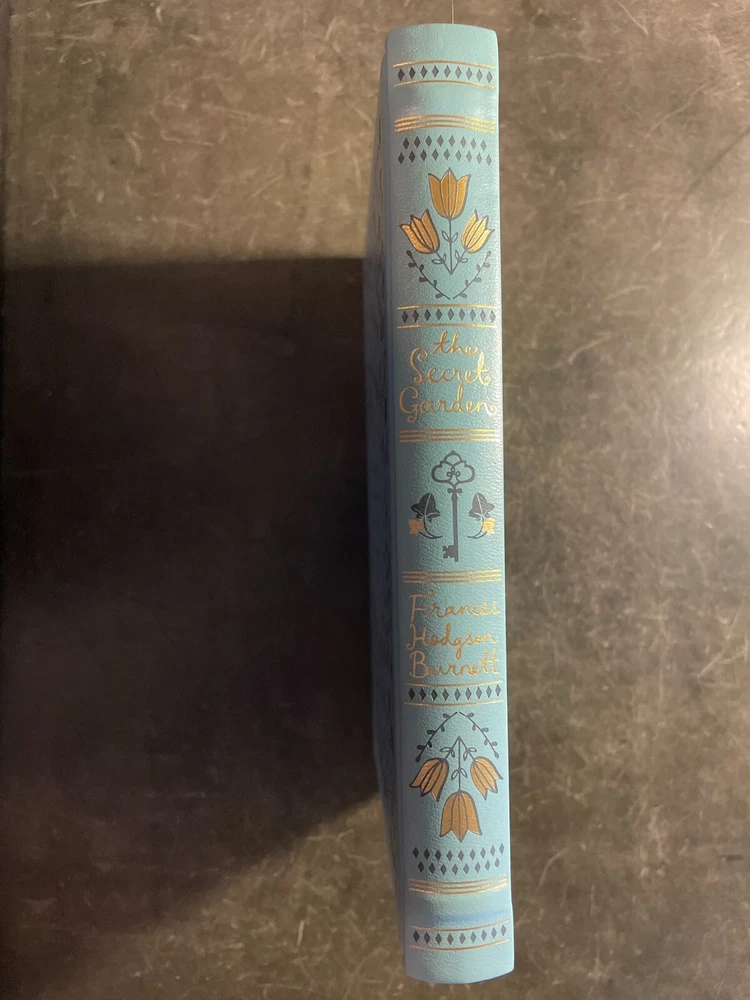 the
Secret
Garden
Frances
Hodgson
Burnett